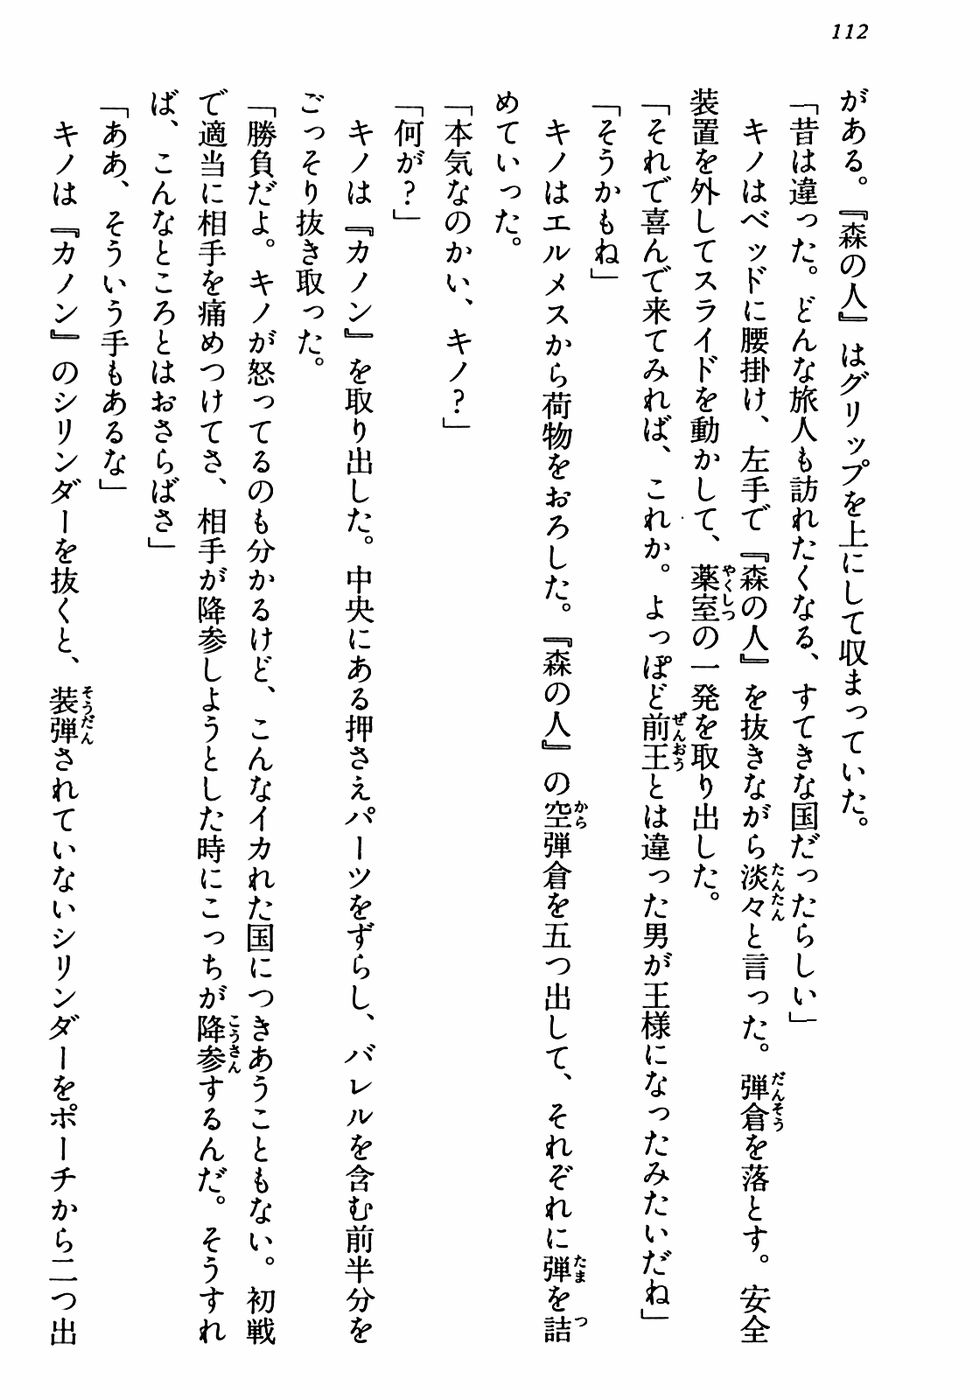 112
がある。『森の人』はグリップを上にして収まっていた。
「昔は違った。どんな旅人も訪れたくなる、すてきな国だったらしい」
キノはベッドに腰掛け、左手で『森の人』を抜きながら淡々と言った。弾倉を落とす。安全
装置を外してスライドを動かして、薬室の一発を取り出した。
「それで喜んで来てみれば、これか。よっぽど前王とは違った男が王様になったみたいだね」
「そうかもね」
キノはエルメスから荷物をおろした。『森の人』の空弾倉を五つ出して、それぞれに弾を詰
めていった。
「本気なのかい、キノ?」
「何が?」
キノは『カノン』を取り出した。中央にある押さえパーツをずらし、バレルを含む前半分を
ごっそり抜き取った。
「勝負だよ。キノが怒ってるのも分かるけど、こんなイカれた国につきあうこともない。初戦
で適当に相手を痛めつけてさ、相手が降参しようとした時にこっちが降参するんだ。そうすれ
ば、こんなところとはおさらばさ」
「ああ、そういう手もあるな」
キノは『カノン』のシリンダーを抜くと、装弾されていないシリンダーをポーチから二つ出